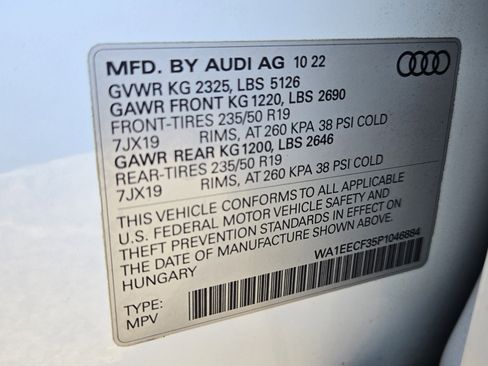 MFD. BY AUDI AG 10 22
GVWR KG 2325, LBS 5126
GAWR FRONT KG 1220, LBS 2690
FRONT-TIRES 235/50 R19
7JX19 RIMS, AT 260 KPA 38 PSI COLD
GAWR REAR KG 1200, LBS 2646
REAR-TIRES 235/50 R19
7JX19 RIMS, AT 260 KPA 38 PSI COLD
THIS VEHICLE CONFORMS TO ALL APPLICABLE
U.S. FEDERAL MOTOR VEHICLE SAFETY AND
THEFT PREVENTION STANDARDS IN EFFECT ON
THE DATE OF MANUFACTURE SHOWN ABOVE.
HUNGARY
WA1EECF35P1046884
TYPE:
MPV